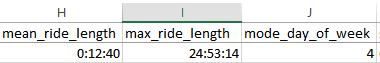 H I J
mean_ride_length max_ride_length mode_day_of_week
0:12:40 24:53:14 4